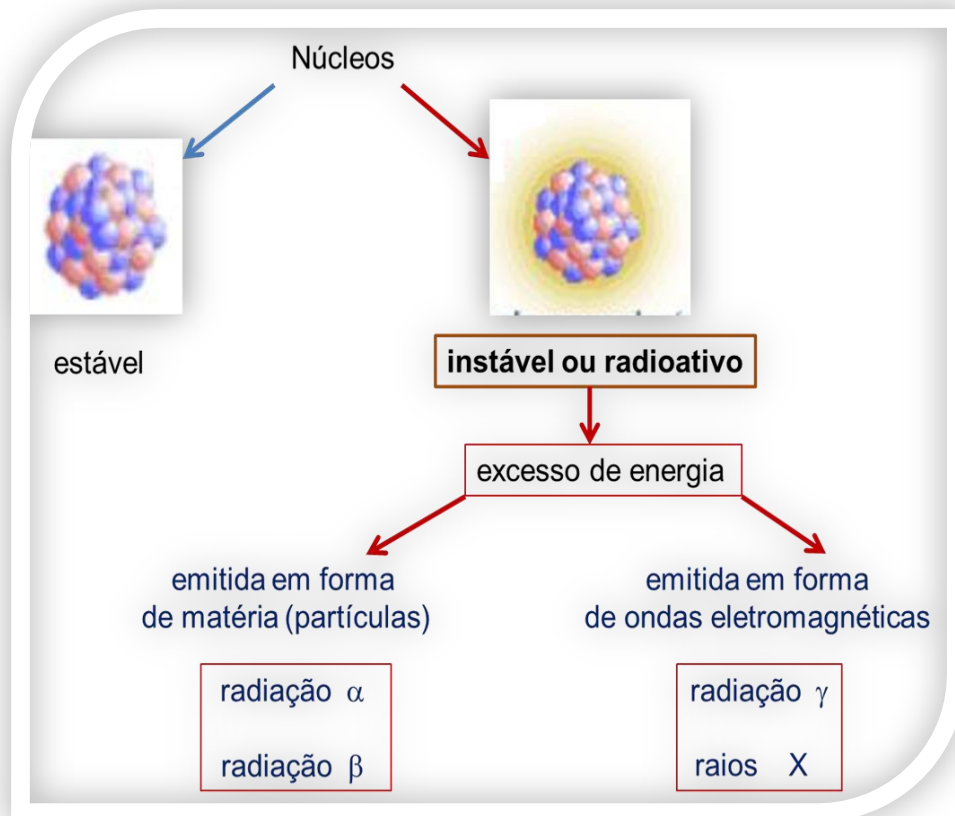 Núcleos
estável
instável ou radioativo
excesso de energia
emitida em forma
de matéria (partículas)
emitida em forma
de ondas eletromagnéticas
radiação α
radiação β
radiação γ
raios X